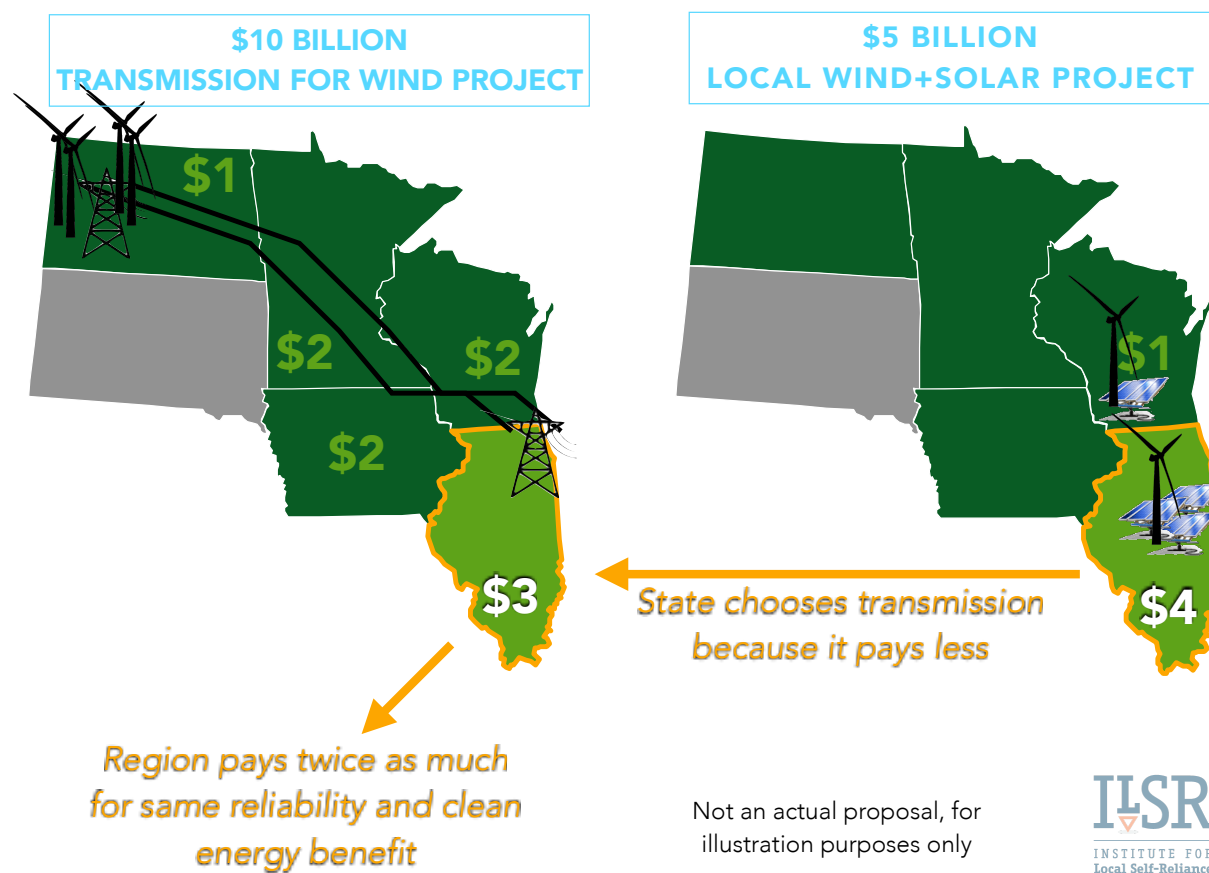 $10 BILLION
TRANSMISSION FOR WIND PROJECT
$5 BILLION
LOCAL WIND+SOLAR PROJECT
$1
$2
$2
$2
$3
$1
$4
State chooses transmission
because it pays less
Region pays twice as much
for same reliability and clean
energy benefit
Not an actual proposal, for
illustration purposes only
ILSR
INSTITUTE FOR
Local Self-Reliance